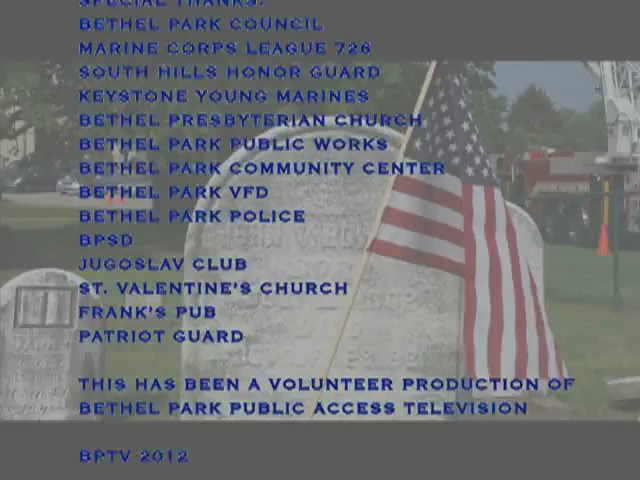 SPECIAL THANKS:
BETHEL PARK COUNCIL
MARINE CORPS LEAGUE 726
SOUTH HILLS HONOR GUARD
KEYSTONE YOUNG MARINES
BETHEL PRESBYTERIAN CHURCH
BETHEL PARK PUBLIC WORKS
BETHEL PARK COMMUNITY CENTER
BETHEL PARK VFD
BETHEL PARK POLICE
BPSD
JUGOSLAV CLUB
ST. VALENTINE'S CHURCH
FRANK'S PUB
PATRIOT GUARD
THIS HAS BEEN A VOLUNTEER PRODUCTION OF
BETHEL PARK PUBLIC ACCESS TELEVISION
BPTV 2012